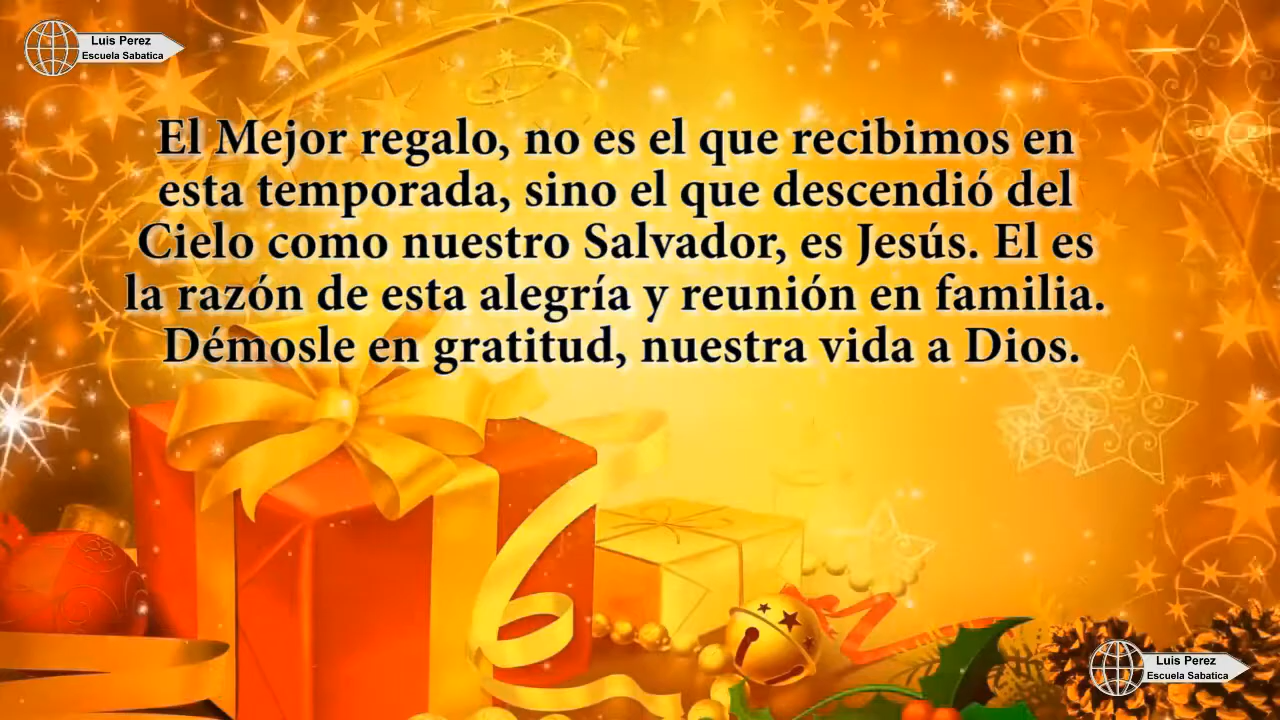 Luis Perez
Escuela Sabatica
El Mejor regalo, no es el que recibimos en
esta temporada, sino el que descendió del
Cielo como nuestro Salvador, es Jesús. El es
la razón de esta alegría y reunión en familia.
Démosle en gratitud, nuestra vida a Dios.
Luis Perez
Escuela Sabatica